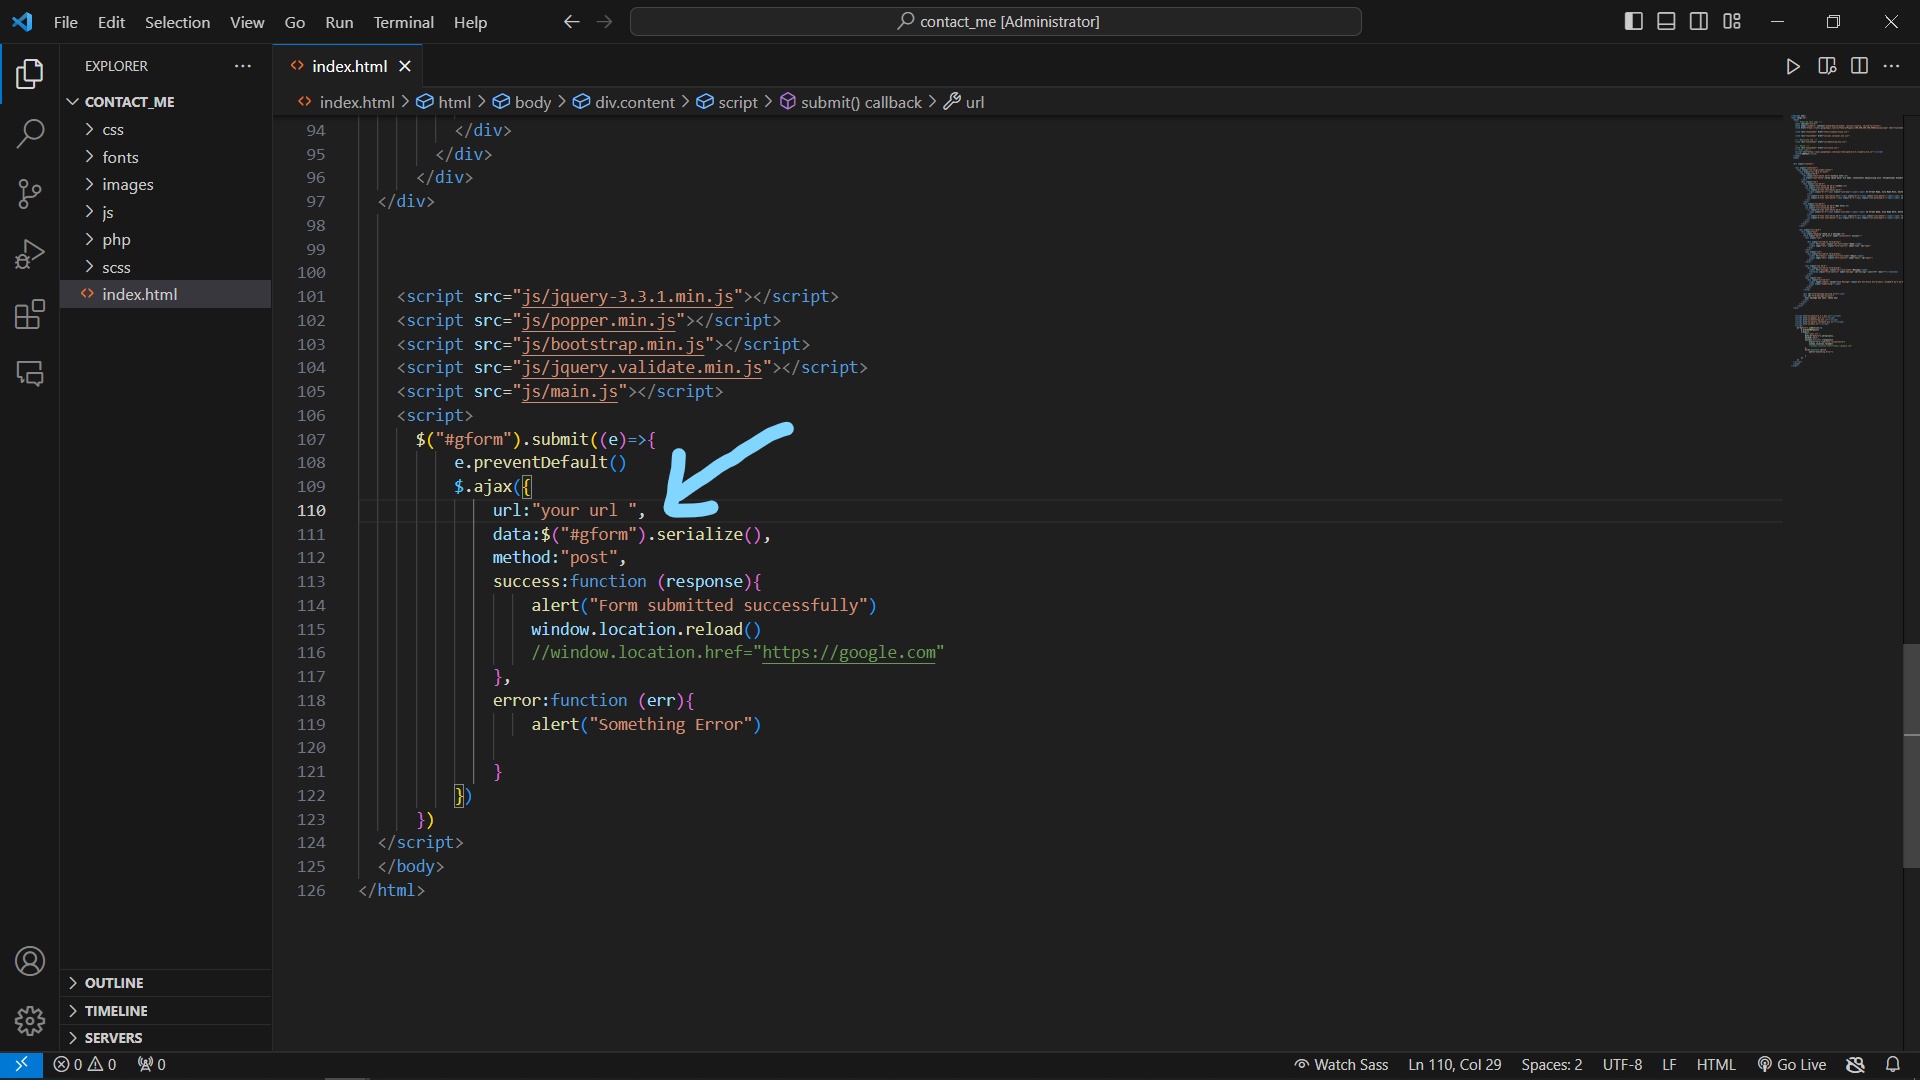 File Edit Selection View Go Run Terminal Help
contact_me [Administrator]
EXPLORER
index.html
CONTACT_ME
css
fonts
images
js
php
scss
index.html
OUTLINE
TIMELINE
SERVERS
index.html > html > body > div.content > script > submit() callback > url
94 </div>
95 </div>
96 </div>
97 </div>
98
99
100
101 <script src="js/jquery-3.3.1.min.js"></script>
102 <script src="js/popper.min.js"></script>
103 <script src="js/bootstrap.min.js"></script>
104 <script src="js/jquery.validate.min.js"></script>
105 <script src="js/main.js"></script>
106 <script>
107 $("#gform").submit((e)=>{
108 e.preventDefault()
109 $.ajax({
110 url:"your url ",
111 data:$("#gform").serialize(),
112 method:"post",
113 success:function (response){
114 alert("Form submitted successfully")
115 window.location.reload()
116 //window.location.href="https://google.com"
117 },
118 error:function (err){
119 alert("Something Error")
120
121 }
122 })
123 })
124 </script>
125 </body>
126 </html>
0 0 0
Watch Sass Ln 110, Col 29 Spaces: 2 UTF-8 LF HTML Go Live